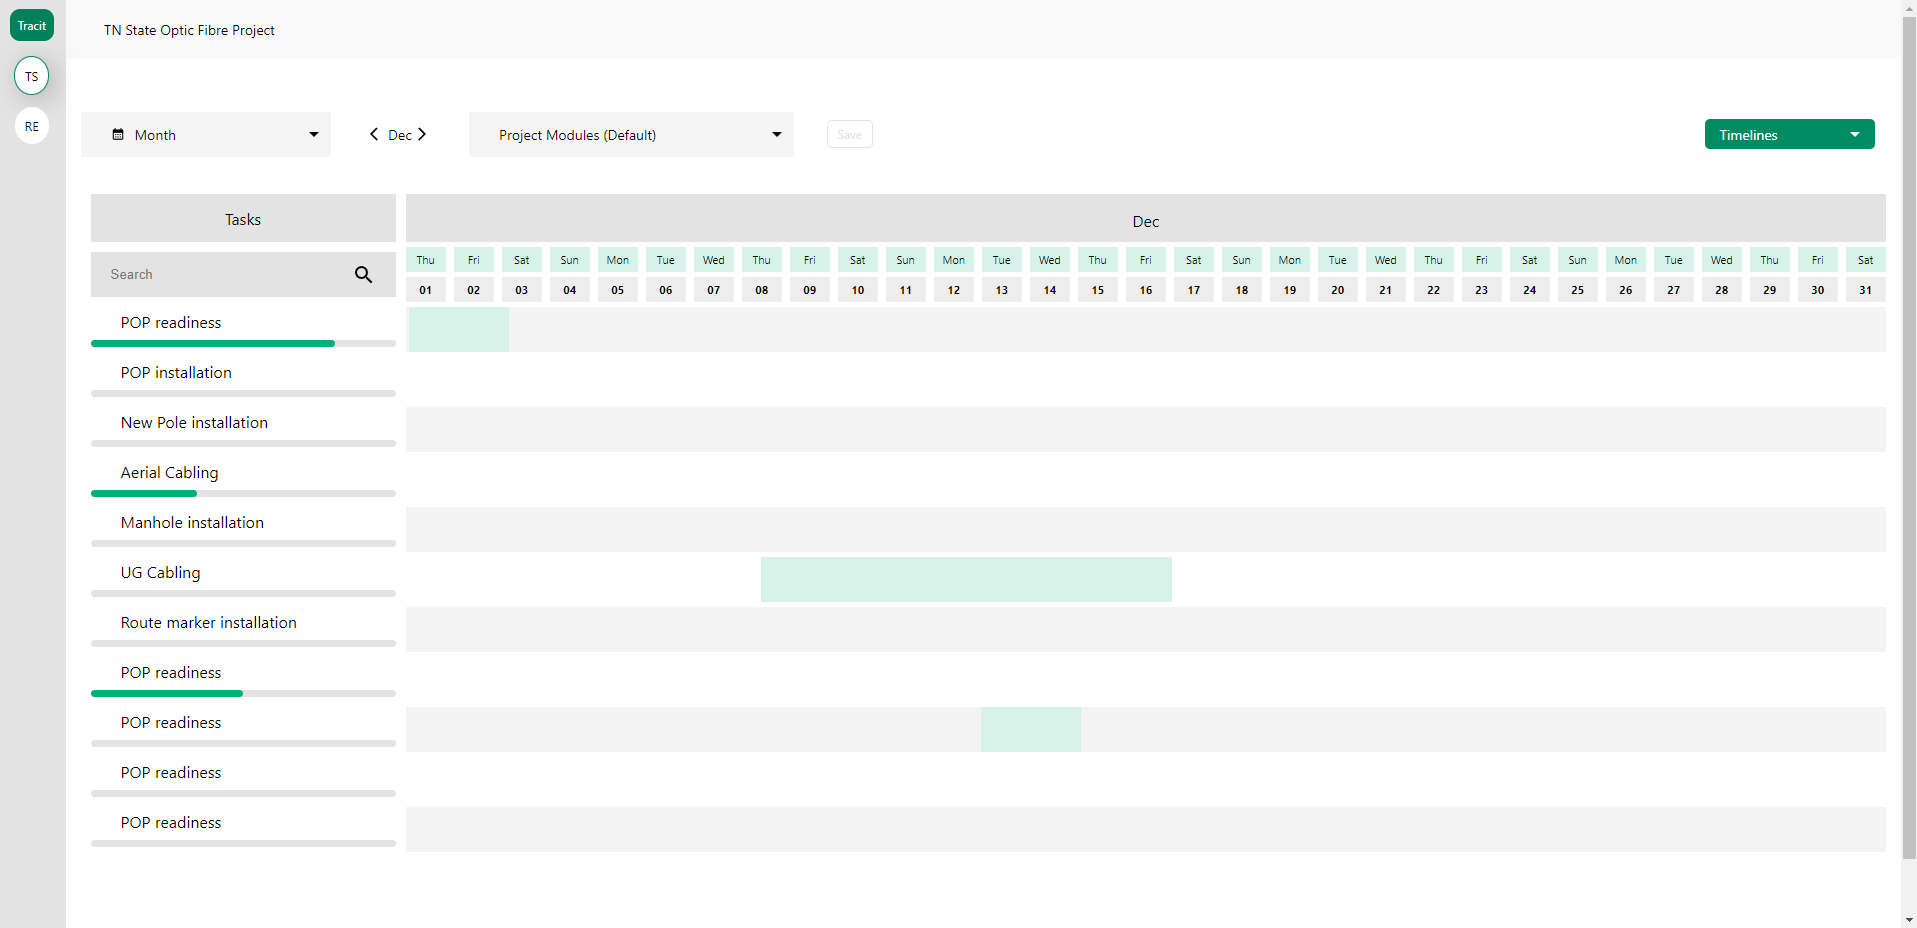 Tracit
TN State Optic Fibre Project
TS
RE
Month
Dec
Project Modules (Default)
Save
Timelines
Tasks
Dec
Search
Thu Fri Sat Sun Mon Tue Wed Thu Fri Sat Sun Mon Tue Wed Thu Fri Sat Sun Mon Tue Wed Thu Fri Sat Sun Mon Tue Wed Thu Fri Sat
01 02 03 04 05 06 07 08 09 10 11 12 13 14 15 16 17 18 19 20 21 22 23 24 25 26 27 28 29 30 31
POP readiness
POP installation
New Pole installation
Aerial Cabling
Manhole installation
UG Cabling
Route marker installation
POP readiness
POP readiness
POP readiness
POP readiness